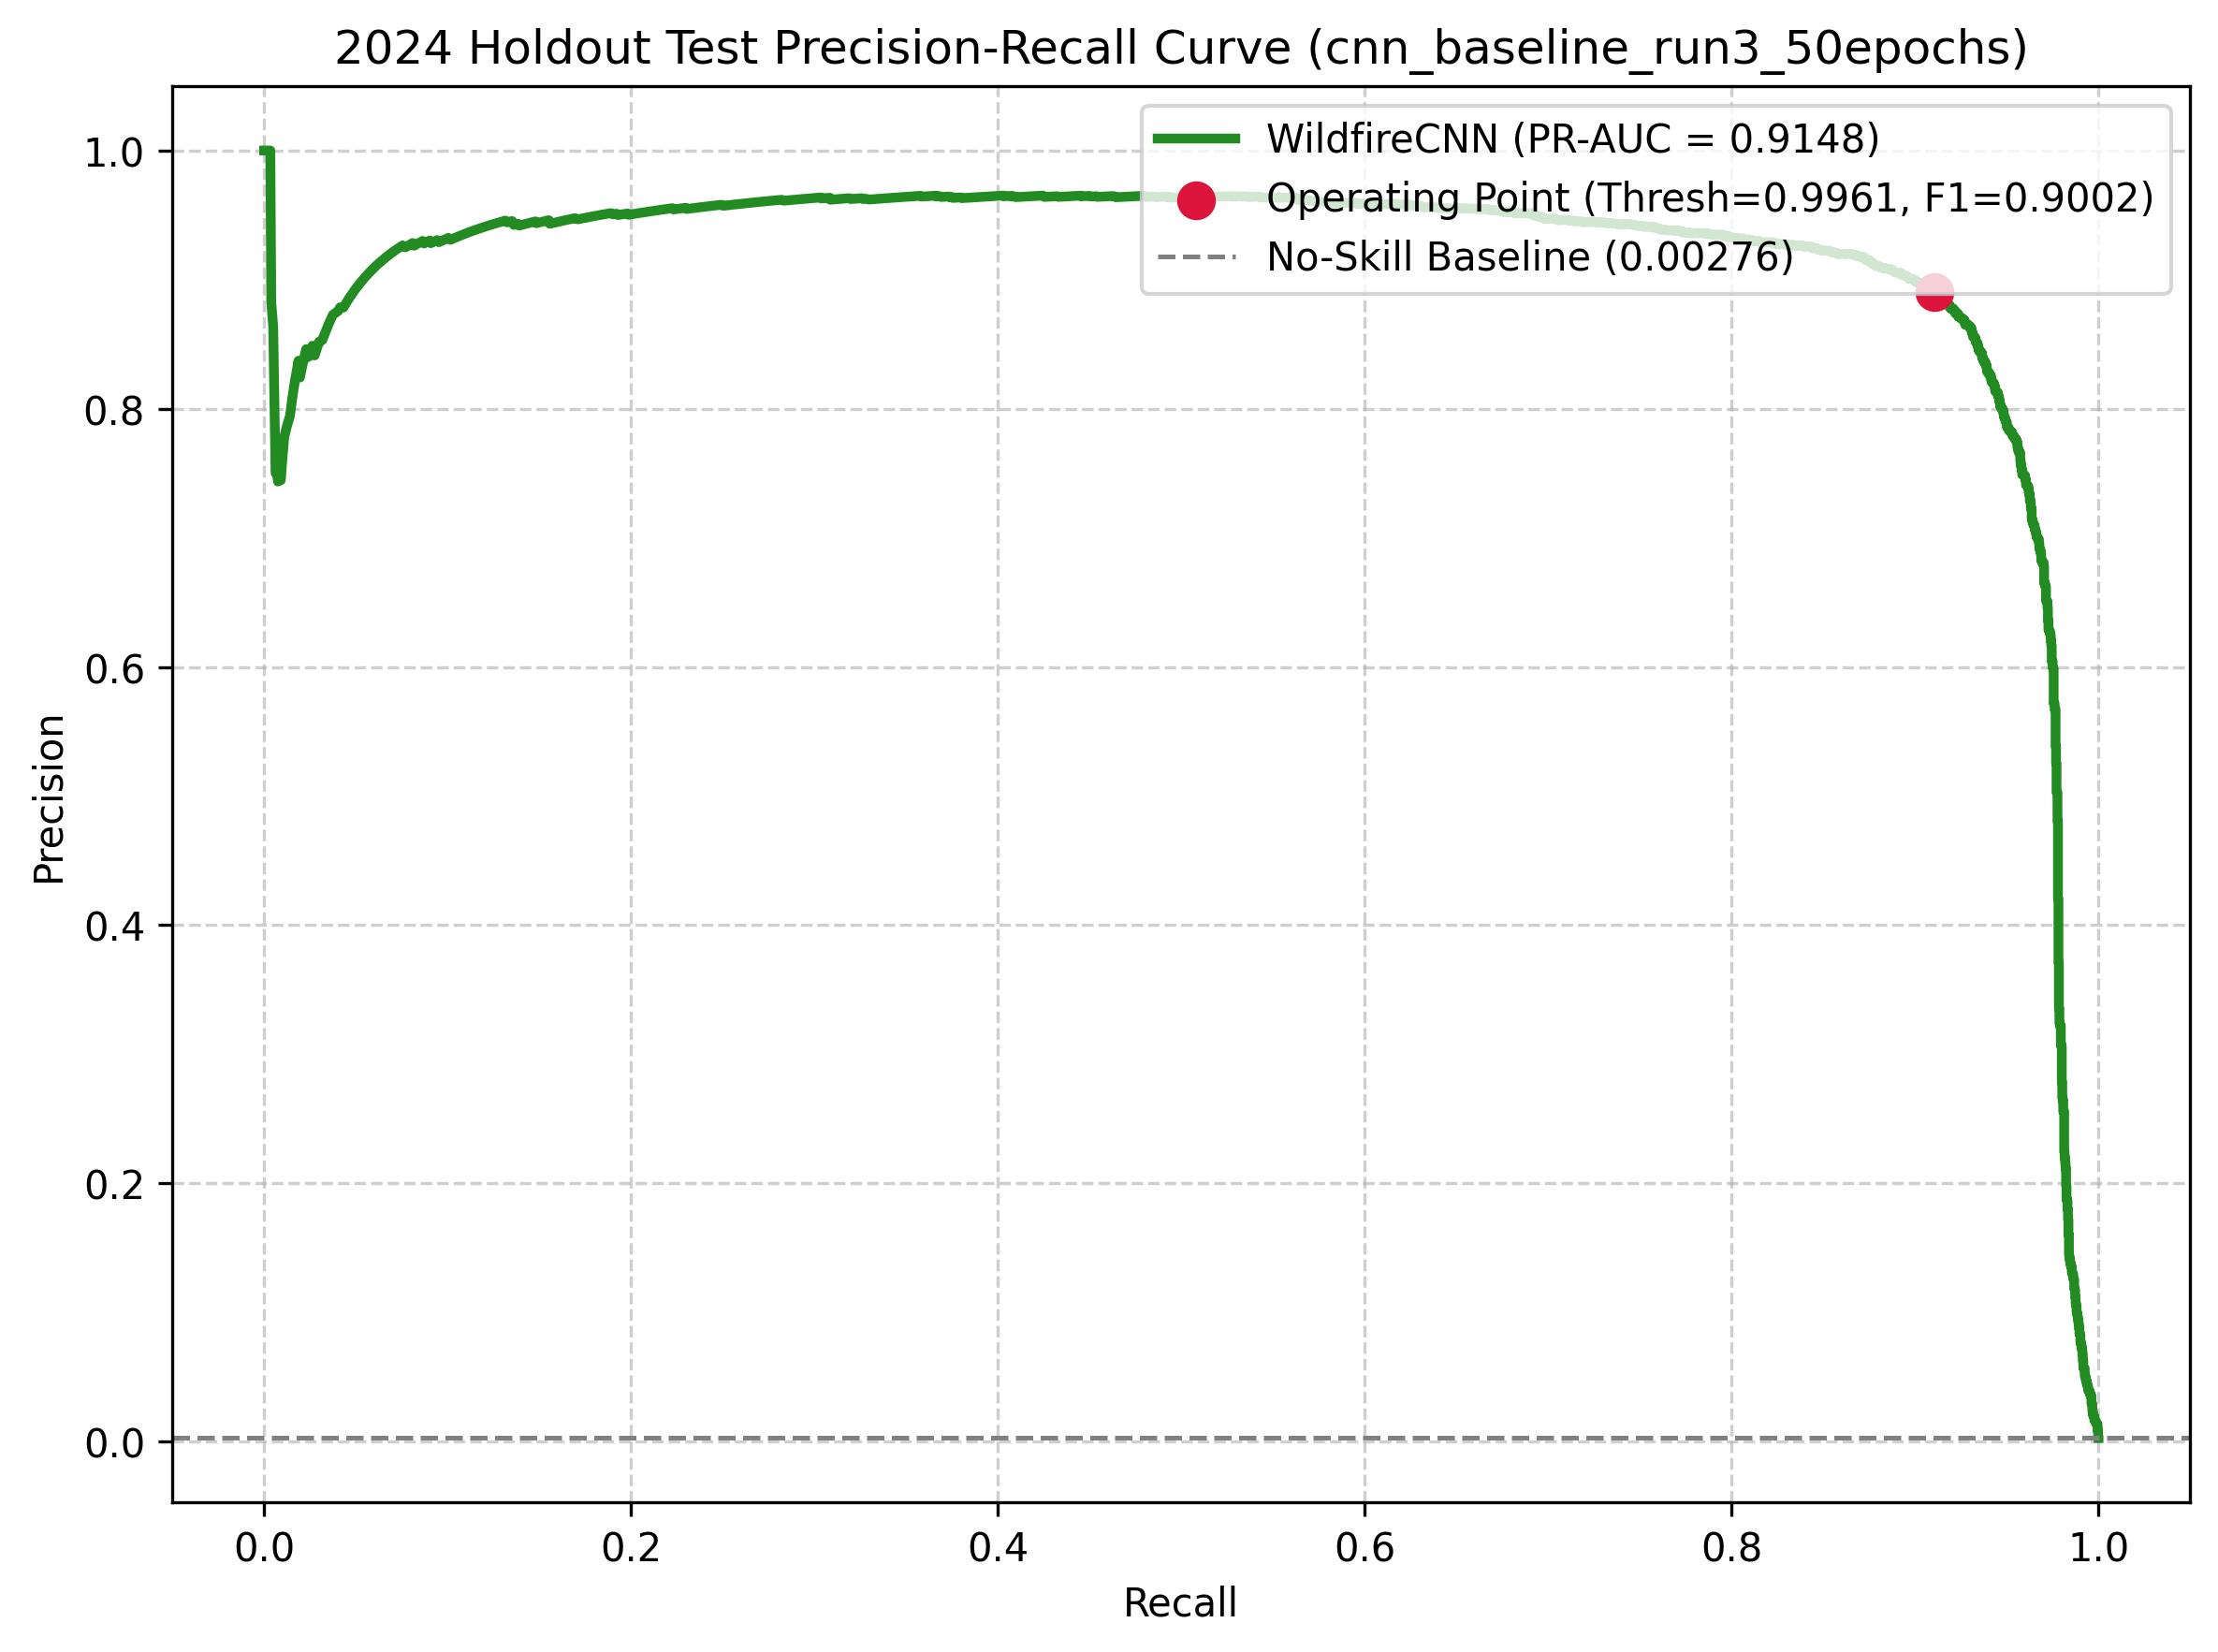 2024 Holdout Test Precision-Recall Curve (cnn_baseline_run3_50epochs)
WildfireCNN (PR-AUC = 0.9148)
Operating Point (Thresh=0.9961, F1=0.9002)
No-Skill Baseline (0.00276)
1.0
0.8
0.6
0.4
0.2
0.0
Precision
0.0 0.2 0.4 0.6 0.8 1.0
Recall